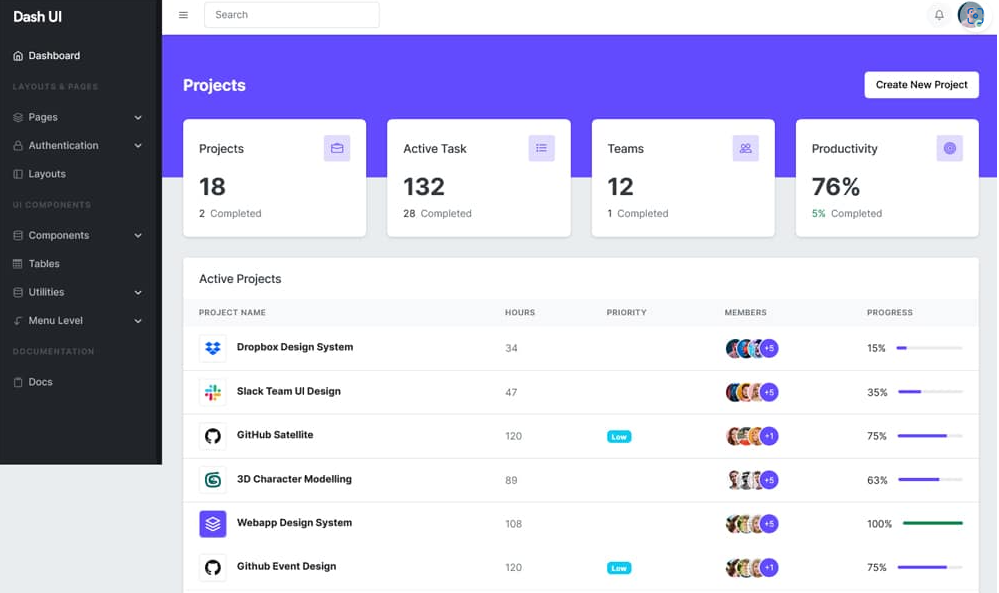 Dash UI
Search
Dashboard
LAYOUTS & PAGES
Pages
Authentication
Layouts
UI COMPONENTS
Components
Tables
Utilities
Menu Level
DOCUMENTATION
Docs
Projects
Create New Project
Projects
18
2 Completed
Active Task
132
28 Completed
Teams
12
1 Completed
Productivity
76%
5% Completed
Active Projects
PROJECT NAME HOURS PRIORITY MEMBERS PROGRESS
Dropbox Design System 34 +5 15%
Slack Team UI Design 47 +5 35%
GitHub Satellite 120 Low +1 75%
3D Character Modelling 89 +5 63%
Webapp Design System 108 +5 100%
Github Event Design 120 Low +1 75%